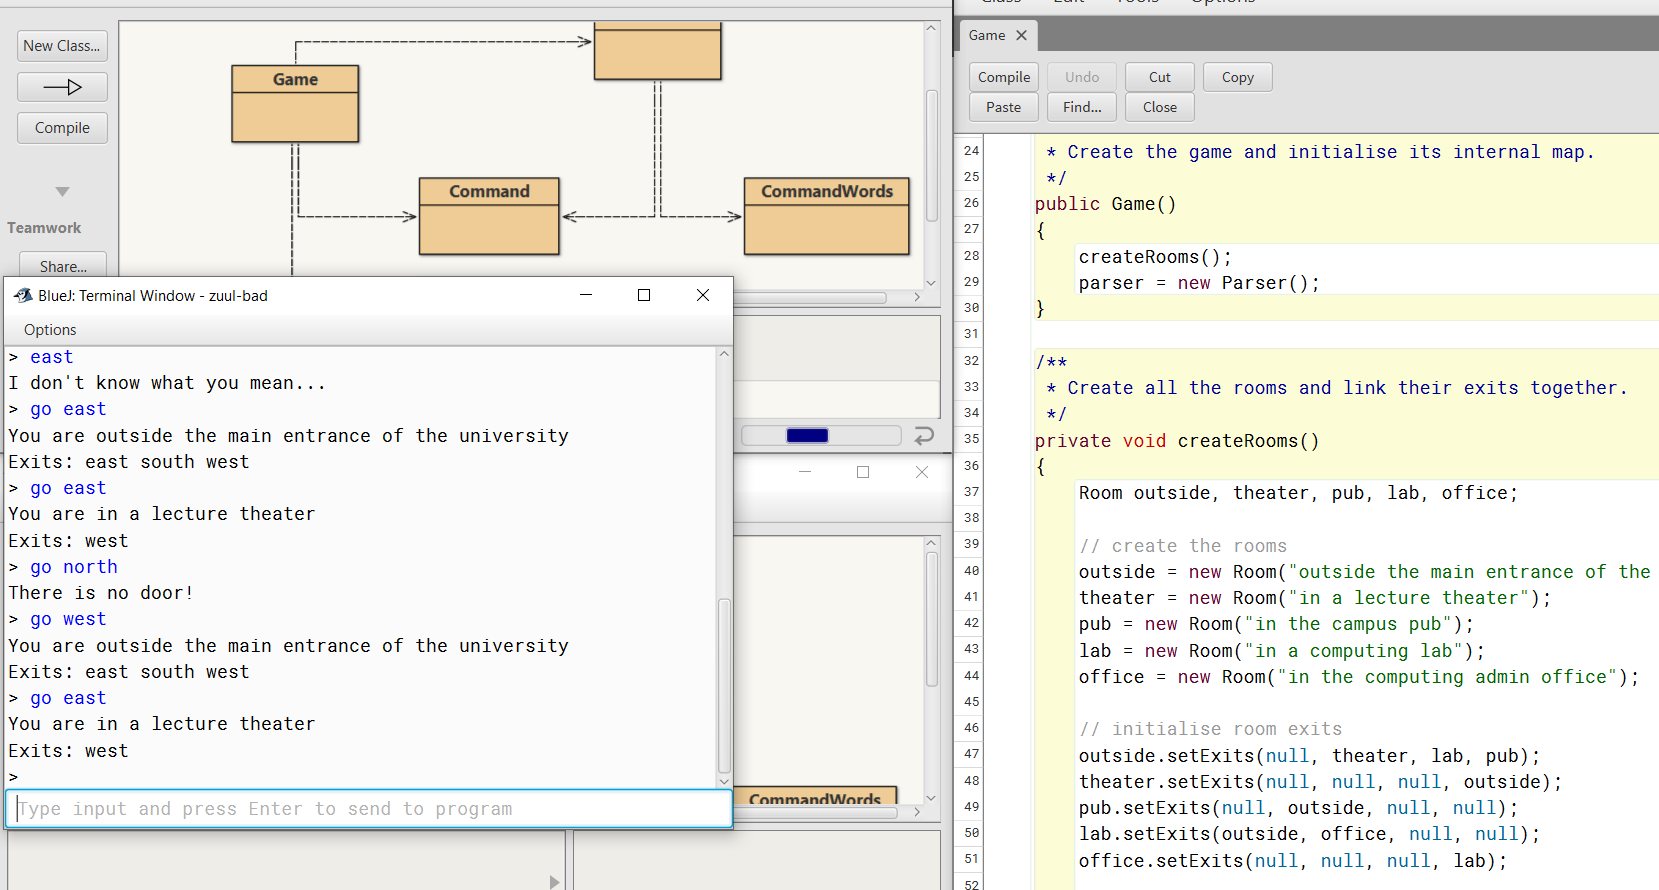 Class Edit Tools Options
New Class...
Compile
Teamwork
Share...
Game
Command
CommandWords
BlueJ: Terminal Window - zuul-bad
Options
> east
I don't know what you mean...
> go east
You are outside the main entrance of the university
Exits: east south west
> go east
You are in a lecture theater
Exits: west
> go north
There is no door!
> go west
You are outside the main entrance of the university
Exits: east south west
> go east
You are in a lecture theater
Exits: west
>
Type input and press Enter to send to program
CommandWords
Game
Compile Undo Cut Copy
Paste Find... Close
24 * Create the game and initialise its internal map.
25 */
26 public Game()
27 {
28 createRooms();
29 parser = new Parser();
30 }
31
32 /**
33 * Create all the rooms and link their exits together.
34 */
35 private void createRooms()
36 {
37 Room outside, theater, pub, lab, office;
38
39 // create the rooms
40 outside = new Room("outside the main entrance of the
41 theater = new Room("in a lecture theater");
42 pub = new Room("in the campus pub");
43 lab = new Room("in a computing lab");
44 office = new Room("in the computing admin office");
45
46 // initialise room exits
47 outside.setExits(null, theater, lab, pub);
48 theater.setExits(null, null, null, outside);
49 pub.setExits(null, outside, null, null);
50 lab.setExits(outside, office, null, null);
51 office.setExits(null, null, null, lab);
52